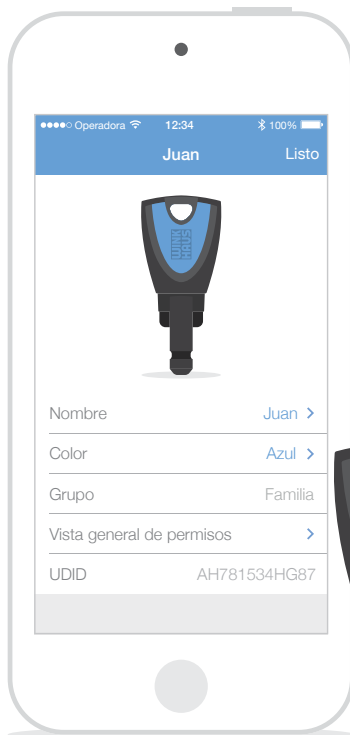 Operadora 12:34 100%
Juan Listo
Nombre Juan
Color Azul
Grupo Familia
Vista general de permisos
UDID AH781534HG87